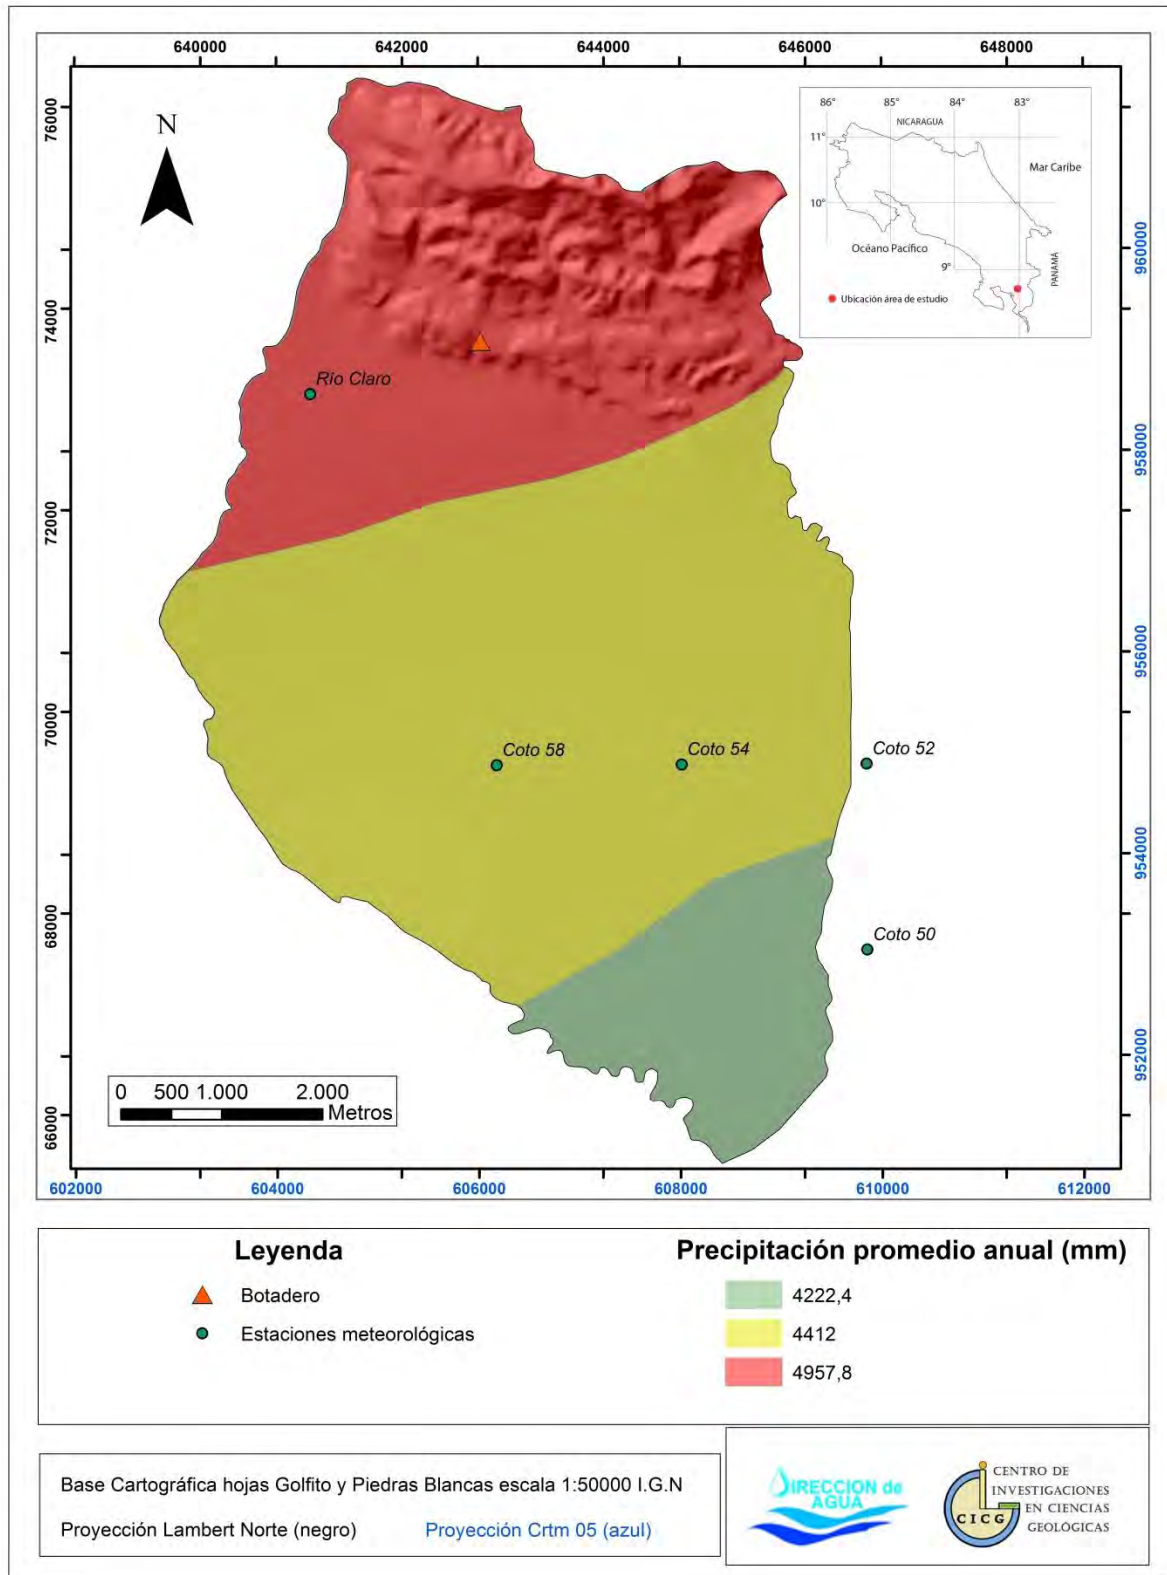 640000 642000 644000 646000 648000
76000
74000
72000
70000
68000
66000
N
86° 85° 84° 83°
NICARAGUA
11°
Mar Caribe
10°
Océano Pacífico
9°
PANAMÁ
Ubicación área de estudio
960000
958000
956000
954000
952000
Río Claro
Coto 58
Coto 54
Coto 52
Coto 50
0 500 1.000 2.000
Metros
602000 604000 606000 608000 610000 612000
Leyenda
Botadero
Estaciones meteorológicas
Precipitación promedio anual (mm)
4222,4
4412
4957,8
Base Cartográfica hojas Golfito y Piedras Blancas escala 1:50000 I.G.N
Proyección Lambert Norte (negro) Proyección Crtm 05 (azul)
DIRECCION de
AGUA
CICG
CENTRO DE
INVESTIGACIONES
EN CIENCIAS
GEOLÓGICAS